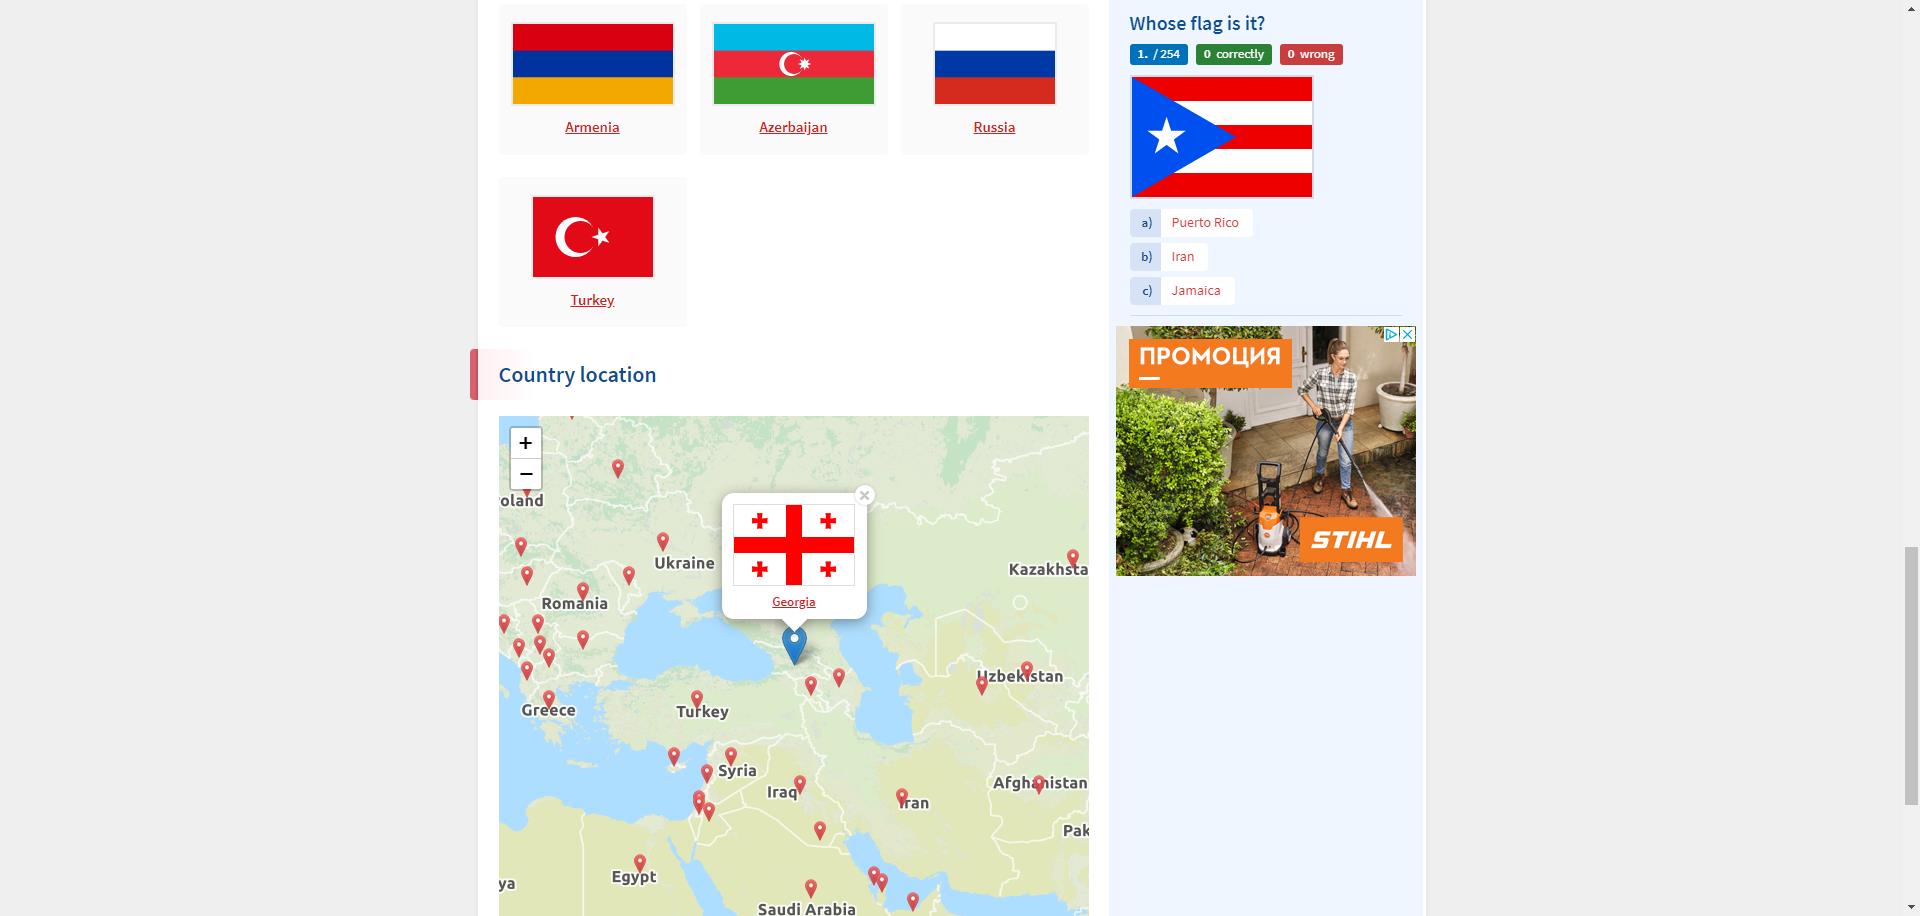 Armenia
Azerbaijan
Russia
Turkey
Country location
+
−
oland
Ukraine
Kazakhsta
Romania
Georgia
Uzbekistan
Greece
Turkey
Syria
Iraq
Iran
Afghanistan
Pak
Egypt
ya
Saudi Arabia
Whose flag is it?
1. / 254
0 correctly
0 wrong
a) Puerto Rico
b) Iran
c) Jamaica
ПРОМОЦИЯ
STIHL